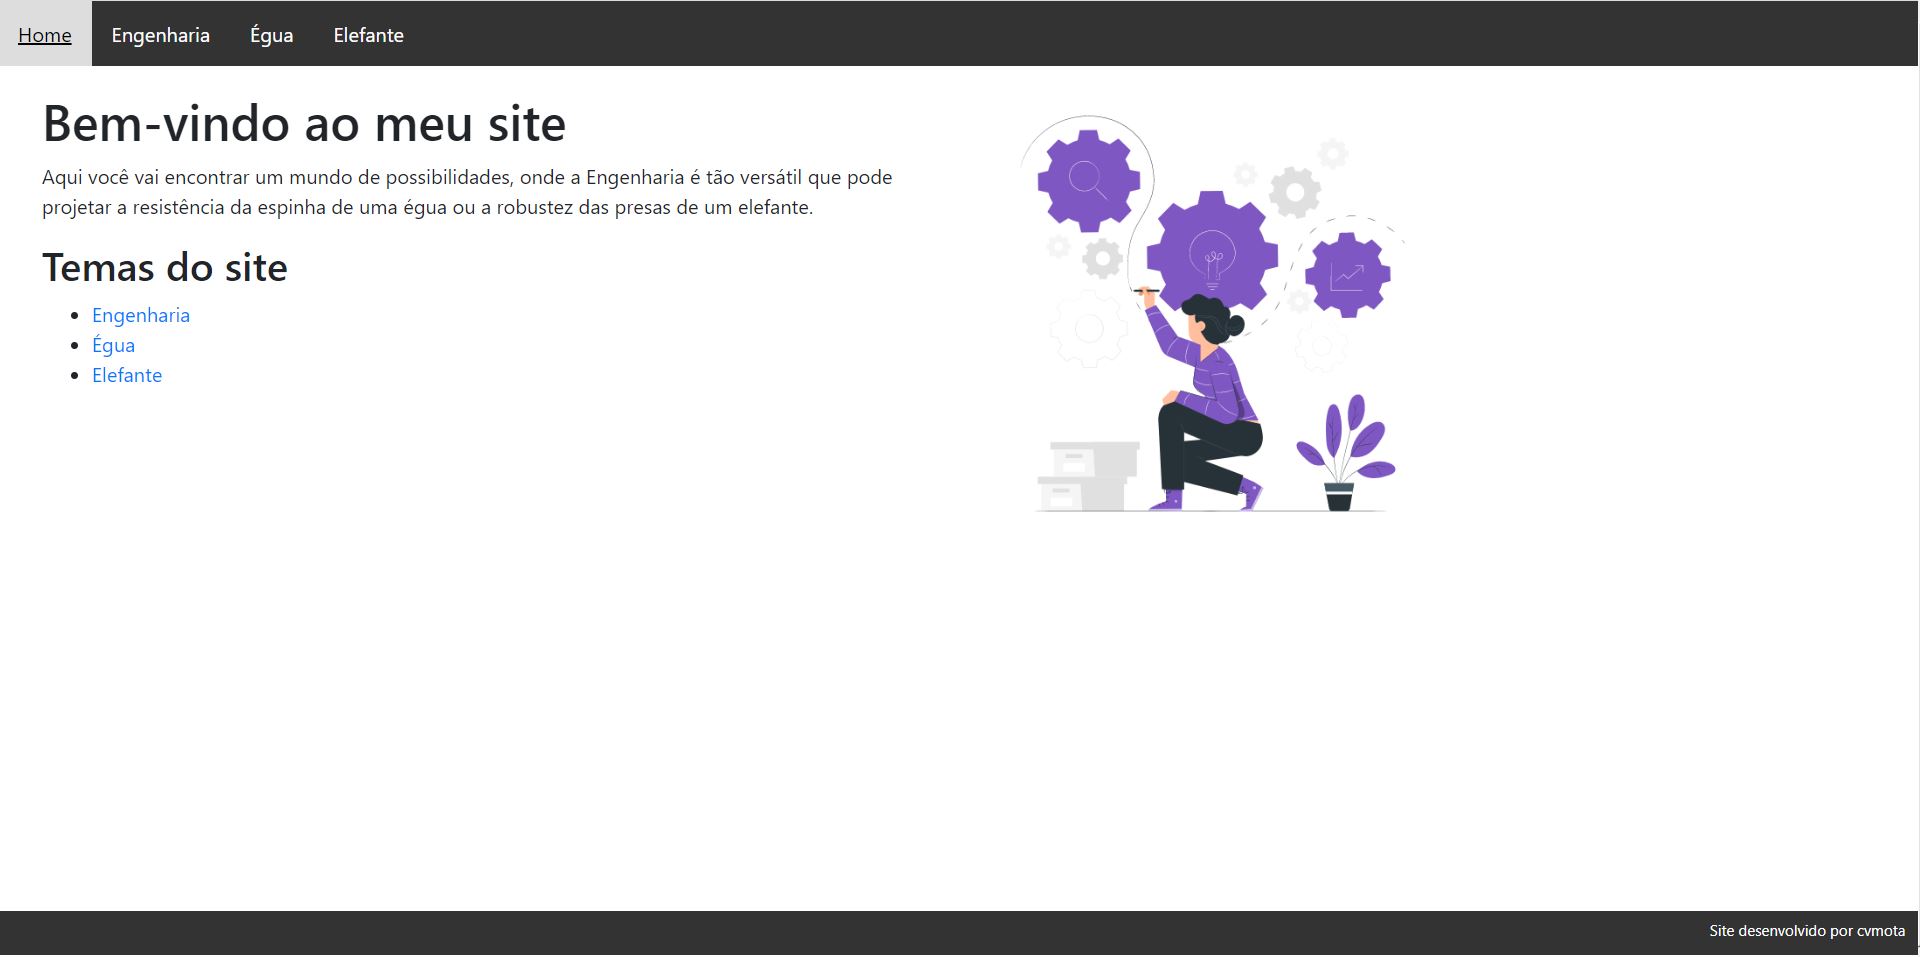 Home Engenharia Égua Elefante
Bem-vindo ao meu site
Aqui você vai encontrar um mundo de possibilidades, onde a Engenharia é tão versátil que pode
projetar a resistência da espinha de uma égua ou a robustez das presas de um elefante.
Temas do site
Engenharia
Égua
Elefante
Site desenvolvido por cvmota